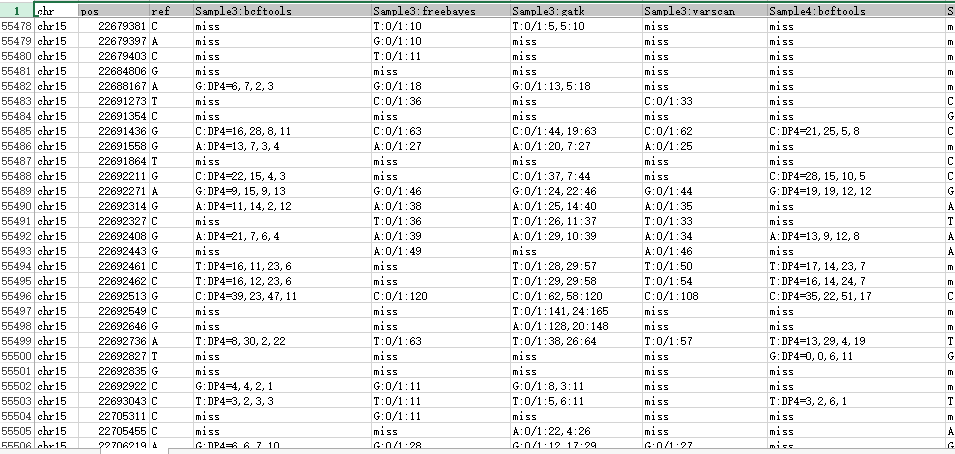 1 chr pos ref Sample3:bcftools Sample3:freebayes Sample3:gatk Sample3:varscan Sample4:bcftools S
55478 chr15 22679381 C miss T:0/1:10 T:0/1:5,5:10 miss miss m
55479 chr15 22679397 A miss G:0/1:10 miss miss miss m
55480 chr15 22679403 C miss T:0/1:11 miss miss miss m
55481 chr15 22684806 G miss miss miss miss miss m
55482 chr15 22688167 A G:DP4=6,7,2,3 G:0/1:18 G:0/1:13,5:18 miss miss m
55483 chr15 22691273 T miss C:0/1:36 miss C:0/1:33 miss C
55484 chr15 22691354 C miss miss miss miss miss G
55485 chr15 22691436 G C:DP4=16,28,8,11 C:0/1:63 C:0/1:44,19:63 C:0/1:62 C:DP4=21,25,5,8 C
55486 chr15 22691558 G A:DP4=13,7,3,4 A:0/1:27 A:0/1:20,7:27 A:0/1:25 miss m
55487 chr15 22691864 T miss miss miss miss miss C
55488 chr15 22692211 G C:DP4=22,15,4,3 miss C:0/1:37,7:44 miss C:DP4=28,15,10,5 C
55489 chr15 22692271 A G:DP4=9,15,9,13 G:0/1:46 G:0/1:24,22:46 G:0/1:44 G:DP4=19,19,12,12 G
55490 chr15 22692314 G A:DP4=11,14,2,12 A:0/1:38 A:0/1:25,14:40 A:0/1:35 miss A
55491 chr15 22692327 C miss T:0/1:36 T:0/1:26,11:37 T:0/1:33 miss T
55492 chr15 22692408 G A:DP4=21,7,6,4 A:0/1:39 A:0/1:29,10:39 A:0/1:34 A:DP4=13,9,12,8 A
55493 chr15 22692443 G miss A:0/1:49 miss A:0/1:46 miss A
55494 chr15 22692461 C T:DP4=16,11,23,6 miss T:0/1:28,29:57 T:0/1:50 T:DP4=17,14,23,7 m
55495 chr15 22692462 C T:DP4=16,12,23,6 miss T:0/1:29,29:58 T:0/1:54 T:DP4=16,14,24,7 m
55496 chr15 22692513 G C:DP4=39,23,47,11 C:0/1:120 C:0/1:62,58:120 C:0/1:108 C:DP4=35,22,51,17 C
55497 chr15 22692549 C miss miss T:0/1:141,24:165 miss miss m
55498 chr15 22692646 G miss miss A:0/1:128,20:148 miss miss m
55499 chr15 22692736 A T:DP4=8,30,2,22 T:0/1:63 T:0/1:38,26:64 T:0/1:57 T:DP4=13,29,4,19 T
55500 chr15 22692827 T miss miss miss miss G:DP4=0,0,6,11 G
55501 chr15 22692835 G miss miss miss miss miss m
55502 chr15 22692922 C G:DP4=4,4,2,1 G:0/1:11 G:0/1:8,3:11 miss miss m
55503 chr15 22693043 C T:DP4=3,2,3,3 T:0/1:11 T:0/1:5,6:11 miss T:DP4=3,2,6,1 T
55504 chr15 22705311 C miss G:0/1:11 miss miss miss m
55505 chr15 22705455 C miss miss A:0/1:22,4:26 miss miss m
55506 chr15 22706219 A G:DP4=6,6,7,10 G:0/1:28 G:0/1:12,17:29 G:0/1:27 miss m